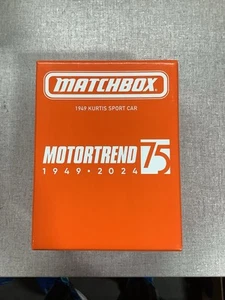 MATCHBOX
1949 KURTIS SPORT CAR
MOTORTREND 75
1949 • 2024